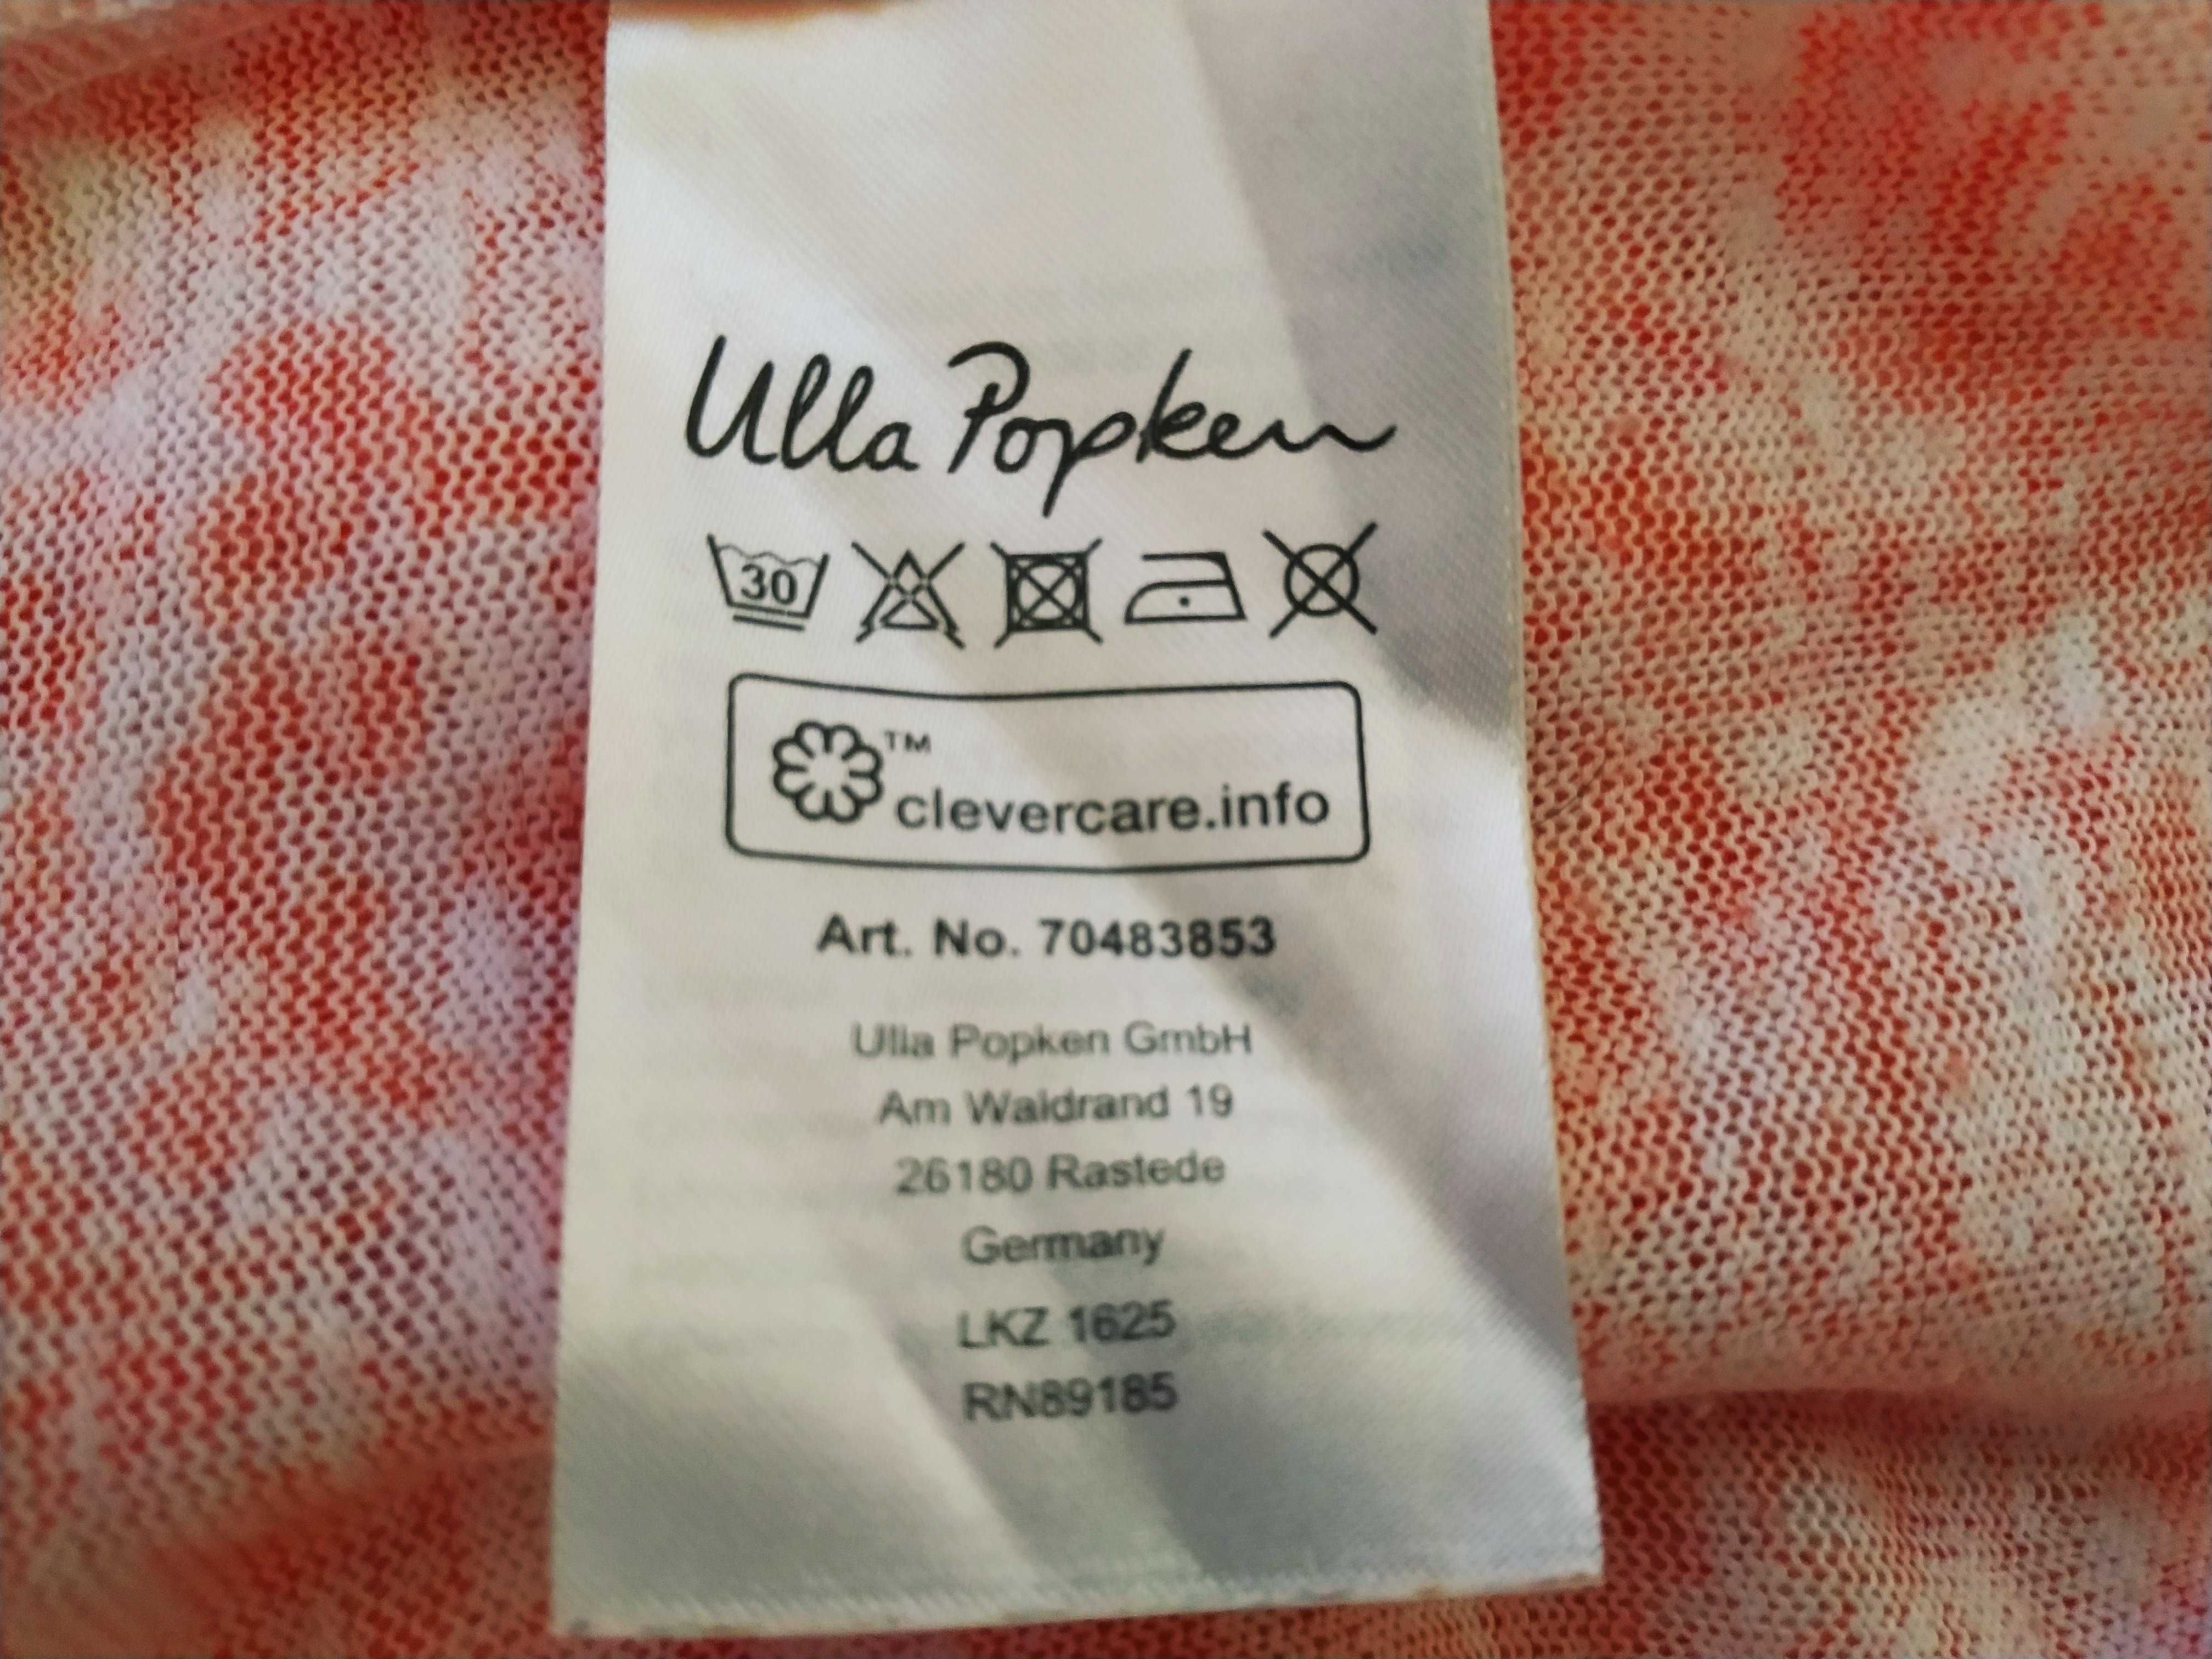 Ulla Popken
30
TM
clevercare.info
Art. No. 70483853
Ulla Popken GmbH
Am Waldrand 19
26180 Rastede
Germany
LKZ 1625
RN89185